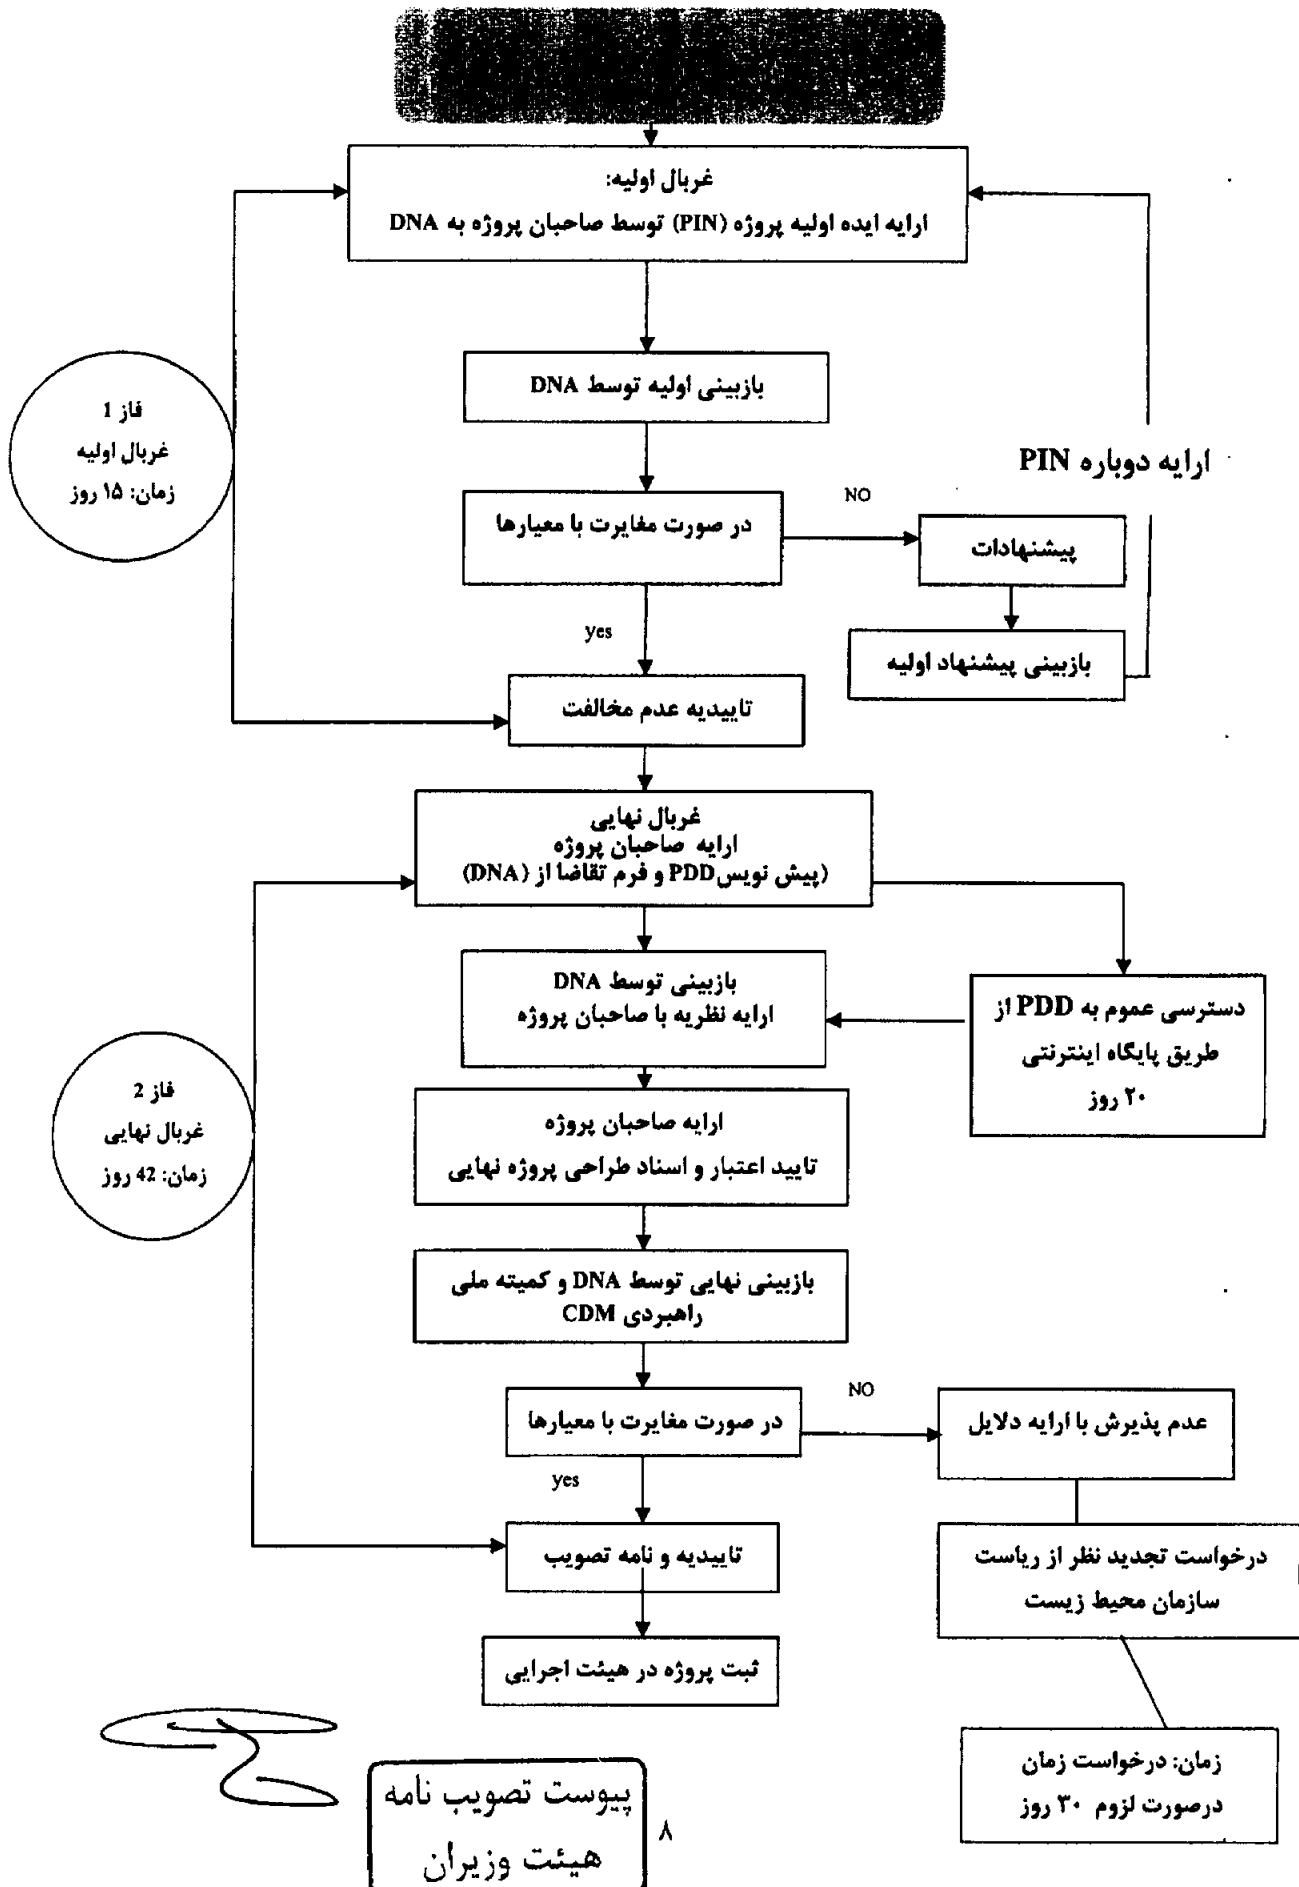 غربال اولیه:
ارایه ایده اولیه پروژه (PIN) توسط صاحبان پروژه به DNA
بازبینی اولیه توسط DNA
فاز 1
غربال اولیه
زمان: ۱۵ روز
ارایه دوباره PIN
در صورت مغایرت با معیارها
NO
پیشنهادات
بازبینی پیشنهاد اولیه
yes
تاییدیه عدم مخالفت
غربال نهایی
ارایه صاحبان پروژه
(پیش نویسPDD و فرم تقاضا از (DNA)
بازبینی توسط DNA
ارایه نظریه با صاحبان پروژه
دسترسی عموم به PDD از
طریق پایگاه اینترنتی
۲۰ روز
فاز 2
غربال نهایی
زمان: 42 روز
ارایه صاحبان پروژه
تایید اعتبار و اسناد طراحی پروژه نهایی
بازبینی نهایی توسط DNA و کمیته ملی
راهبردی CDM
در صورت مغایرت با معیارها
NO
عدم پذیرش با ارایه دلایل
yes
تاییدیه و نامه تصویب
درخواست تجدید نظر از ریاست
سازمان محیط زیست
ثبت پروژه در هیئت اجرایی
زمان: درخواست زمان
درصورت لزوم ۳۰ روز
پیوست تصویب نامه
هیئت وزیران
۸